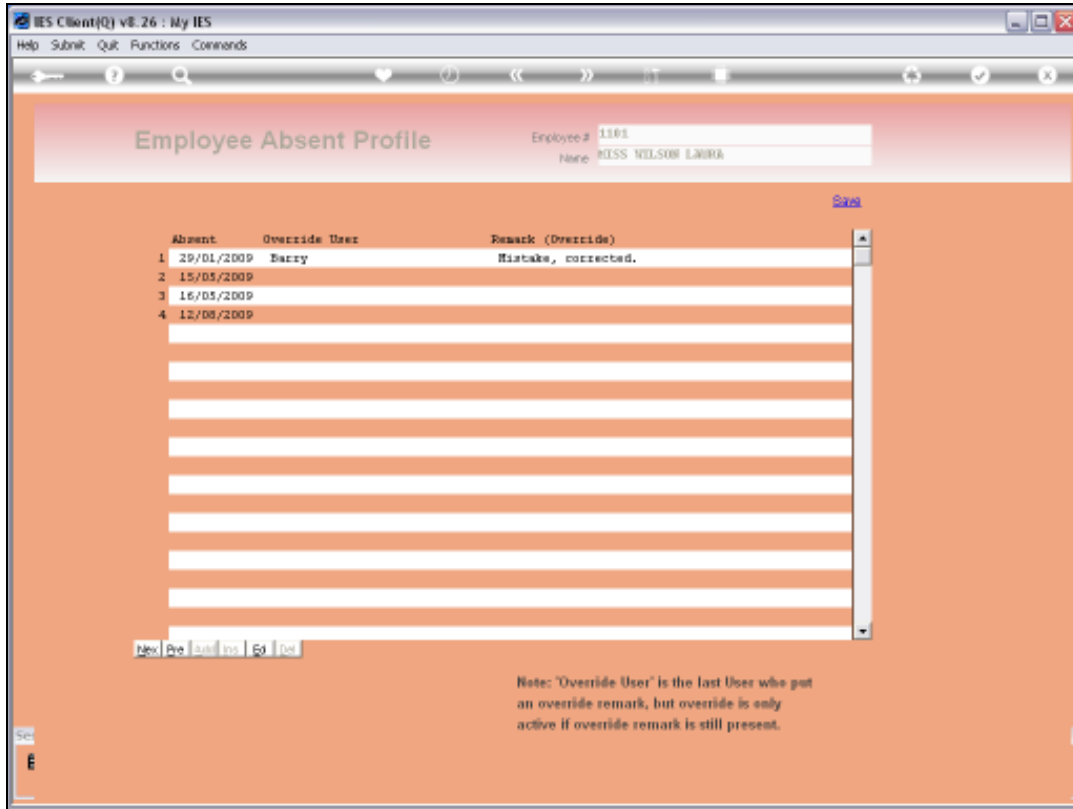 IES Client(Q) v8.26 : My IES
Help Submit Quit Functions Commands
Employee Absent Profile
Employee # 1101
Name MISS WILSON LAURA
Save
Absent Override User Remark (Override)
1 29/01/2009 Barry Mistake, corrected.
2 15/05/2009
3 16/05/2009
4 12/08/2009
Nex Pre Add Ins Ed Del
Note: 'Override User' is the last User who put
an override remark, but override is only
active if override remark is still present.